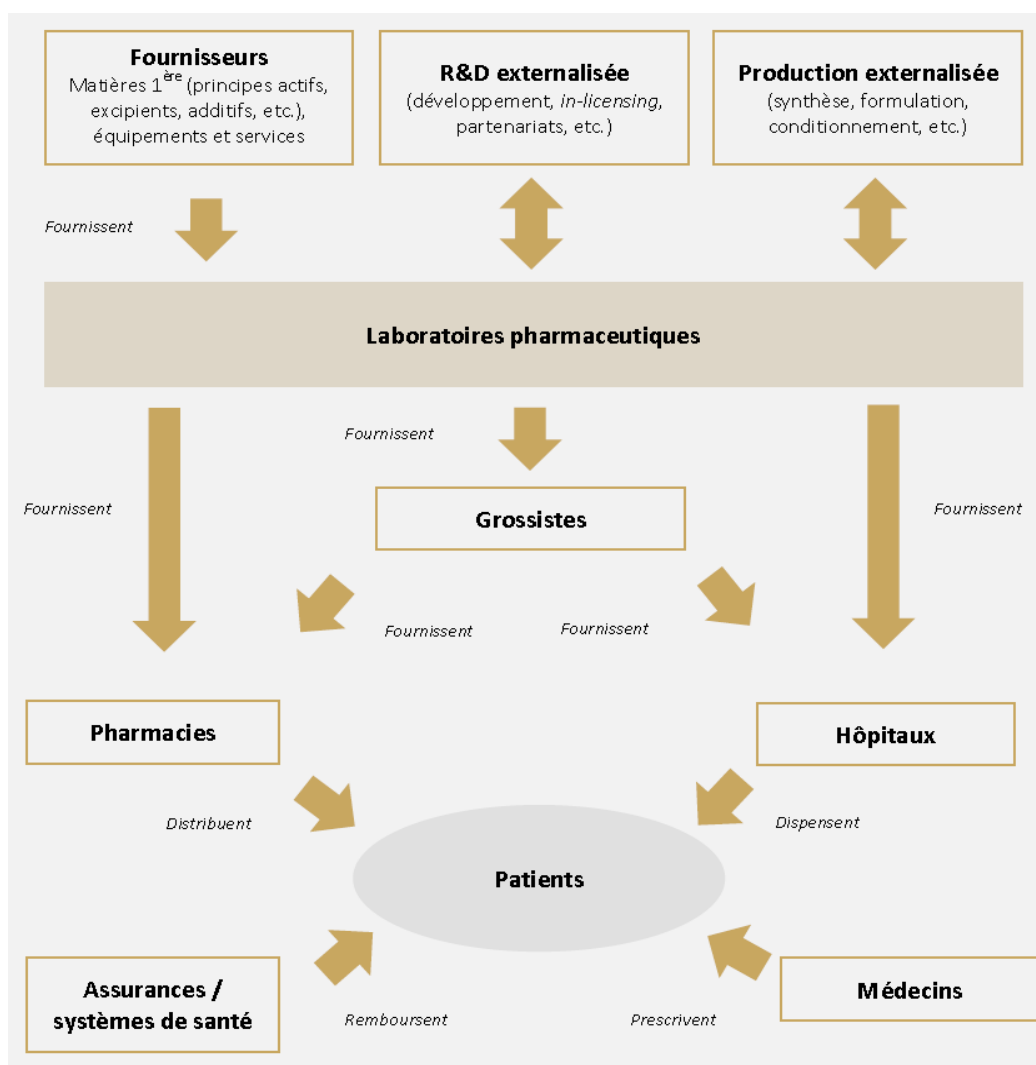 Fournisseurs
Matières 1ère (principes actifs,
excipients, additifs, etc.),
équipements et services
R&D externalisée
(développement, in-licensing,
partenariats, etc.)
Production externalisée
(synthèse, formulation,
conditionnement, etc.)
Fournissent
Laboratoires pharmaceutiques
Fournissent
Fournissent
Fournissent
Grossistes
Fournissent
Fournissent
Pharmacies
Hôpitaux
Distribuent
Dispensent
Patients
Assurances /
systèmes de santé
Médecins
Remboursent
Prescrivent